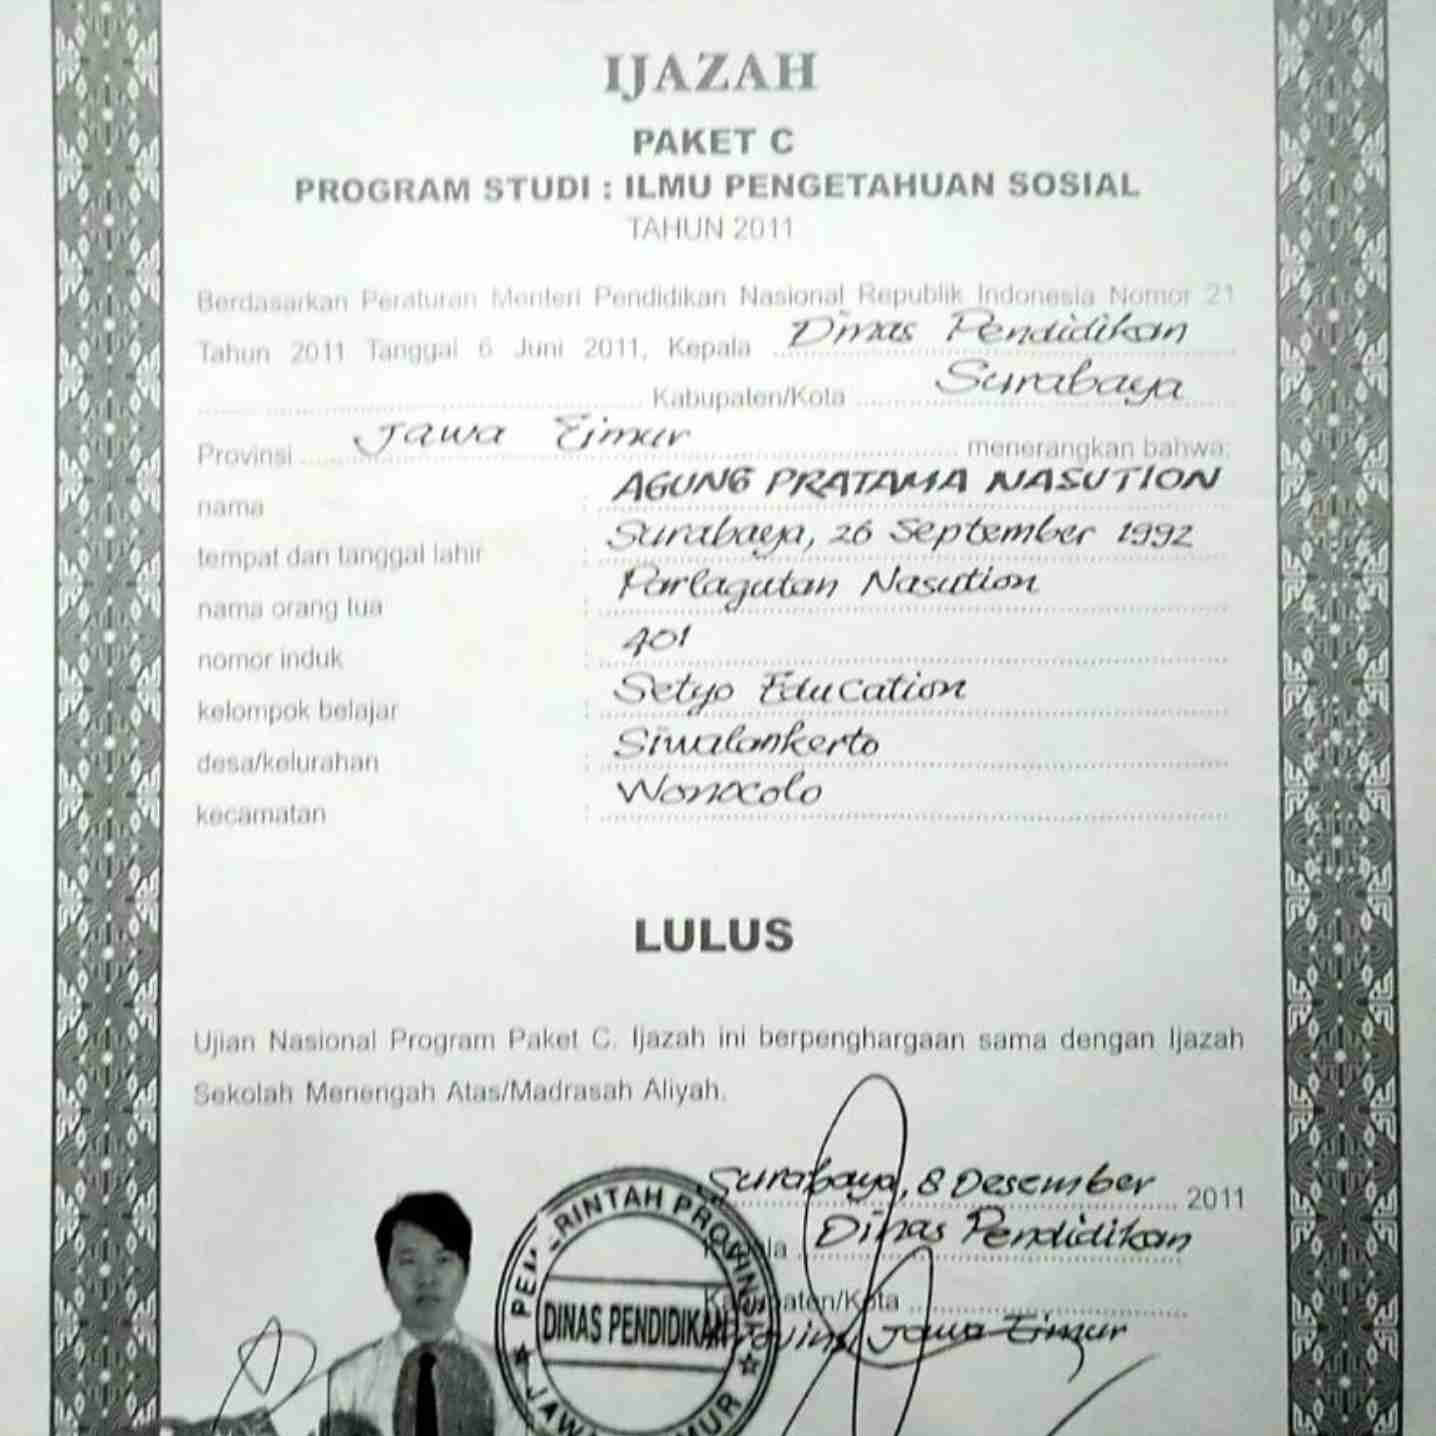 IJAZAH
PAKET C
PROGRAM STUDI : ILMU PENGETAHUAN SOSIAL
TAHUN 2011
Berdasarkan Peraturan Menteri Pendidikan Nasional Republik Indonesia Nomor 21
Tahun 2011 Tanggal 6 Juni 2011, Kepala Dinas Pendidikan
Kabupaten/Kota Surabaya
Provinsi Jawa Timur menerangkan bahwa:
nama : AGUNG PRATAMA NASUTION
tempat dan tanggal lahir : Surabaya, 26 September 1992
nama orang tua : Parlagutan Nasution
nomor induk : 401
kelompok belajar : Setyo Education
desa/kelurahan : Siwalankerto
kecamatan : Wonocolo
LULUS
Ujian Nasional Program Paket C. Ijazah ini berpenghargaan sama dengan Ijazah
Sekolah Menengah Atas/Madrasah Aliyah.
Surabaya, 8 Desember 2011
Kepala Dinas Pendidikan
Kabupaten/Kota
Provinsi Jawa Timur
PEMERINTAH PROVINSI
DINAS PENDIDIKAN
JAWA TIMUR